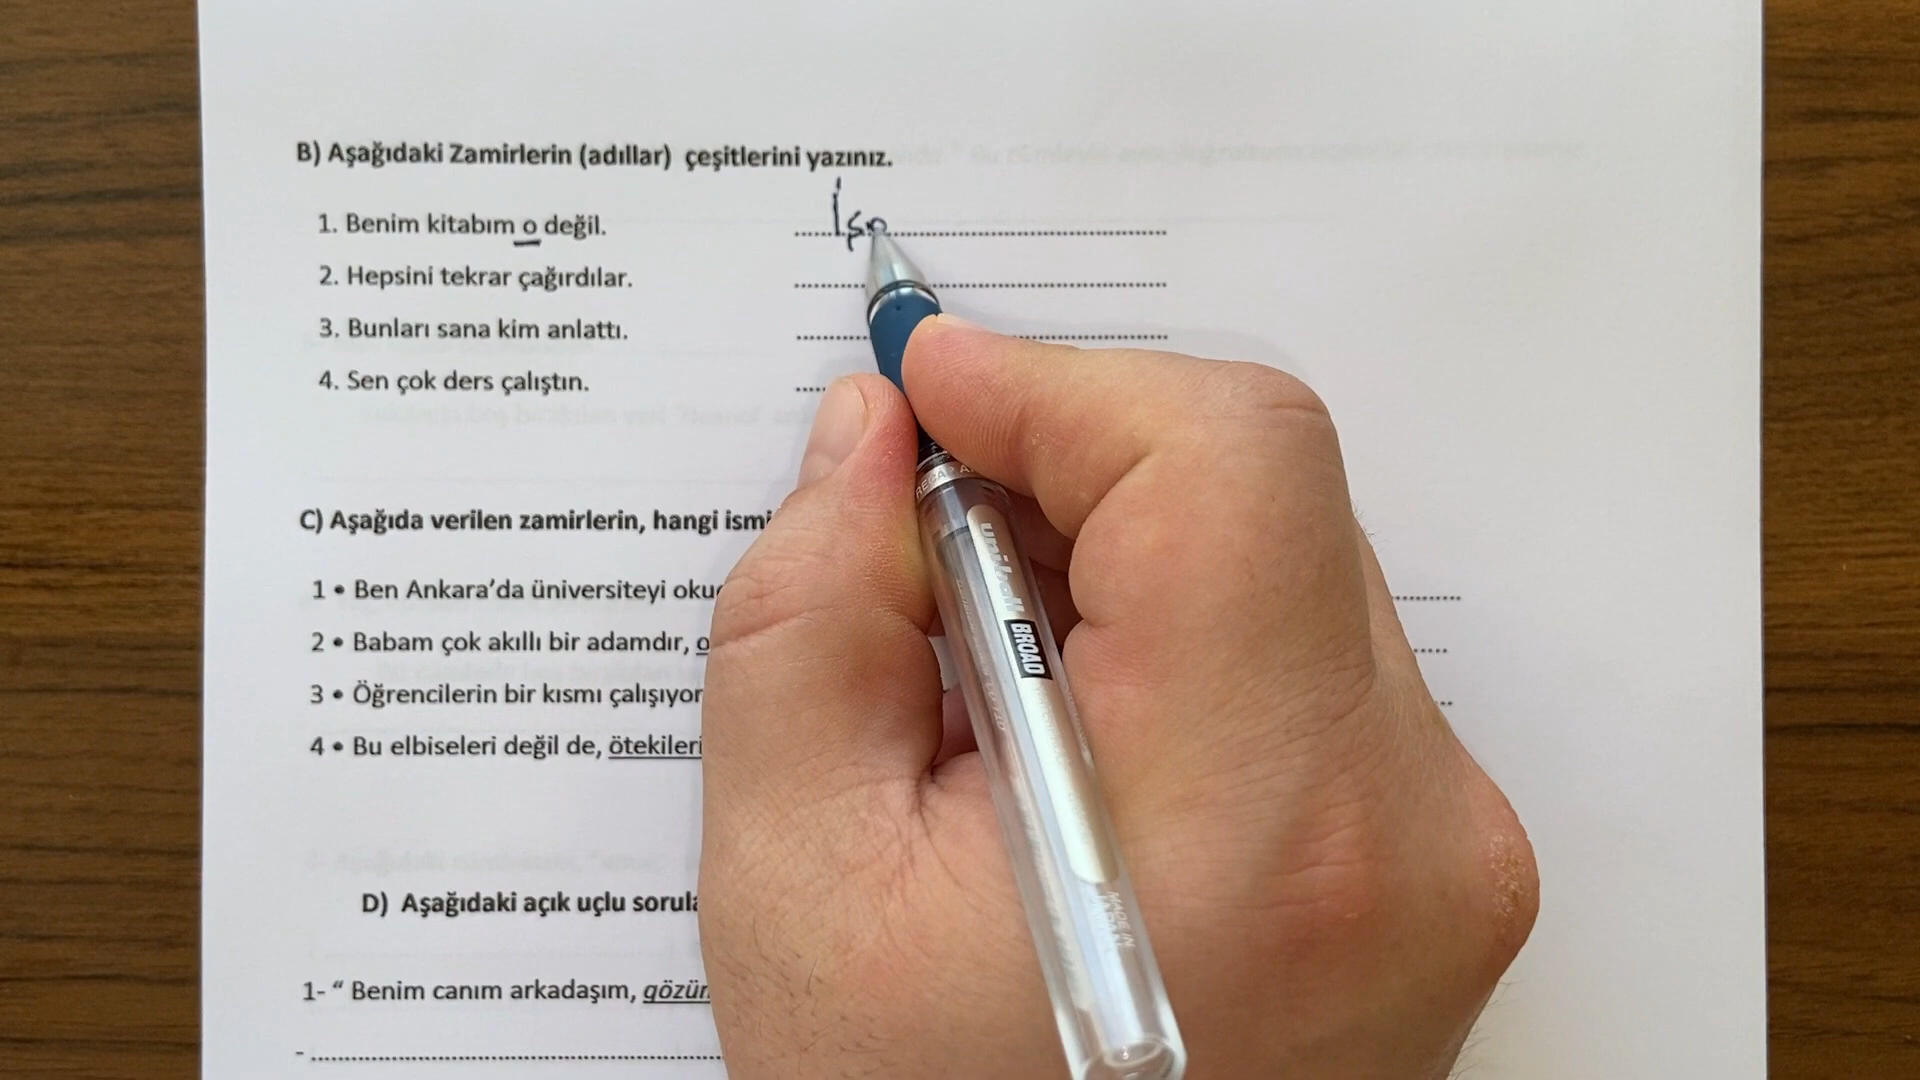 B) Aşağıdaki Zamirlerin (adıllar) çeşitlerini yazınız.
1. Benim kitabım o değil. ....İşa....
2. Hepsini tekrar çağırdılar. ....
3. Bunları sana kim anlattı. ....
4. Sen çok ders çalıştın. ....
C) Aşağıda verilen zamirlerin, hangi ismi
1 • Ben Ankara'da üniversiteyi
2 • Babam çok akıllı bir adamdır, o
3 • Öğrencilerin bir kısmı çalışıyor
4 • Bu elbiseleri değil de, ötekileri
D) Aşağıdaki açık uçlu
1- “ Benim canım arkadaşım,
- ....
uni-ball
BROAD
MADE IN
JAPAN